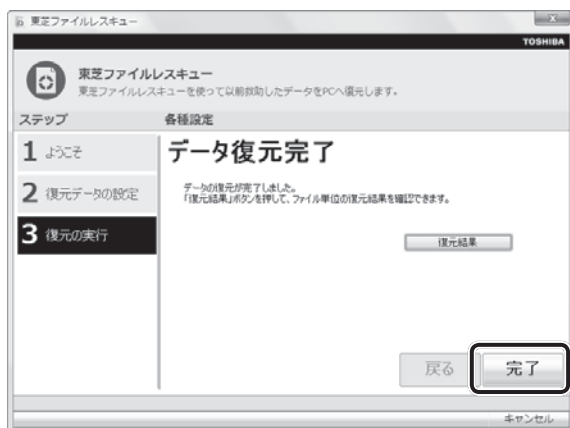 東芝ファイルレスキュー
TOSHIBA
東芝ファイルレスキュー
東芝ファイルレスキューを使って以前救助したデータをPCへ復元します。
ステップ
各種設定
1 ようこそ
2 復元データの設定
3 復元の実行
データ復元完了
データの復元が完了しました。
「復元結果」ボタンを押して、ファイル単位の復元結果を確認できます。
復元結果
戻る
完了
キャンセル